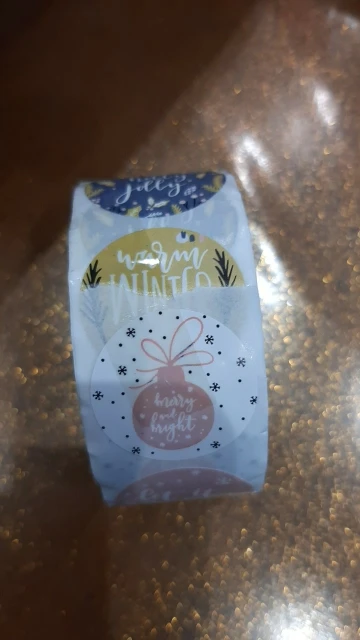 jolly
warm
WINTER
merry
and
bright